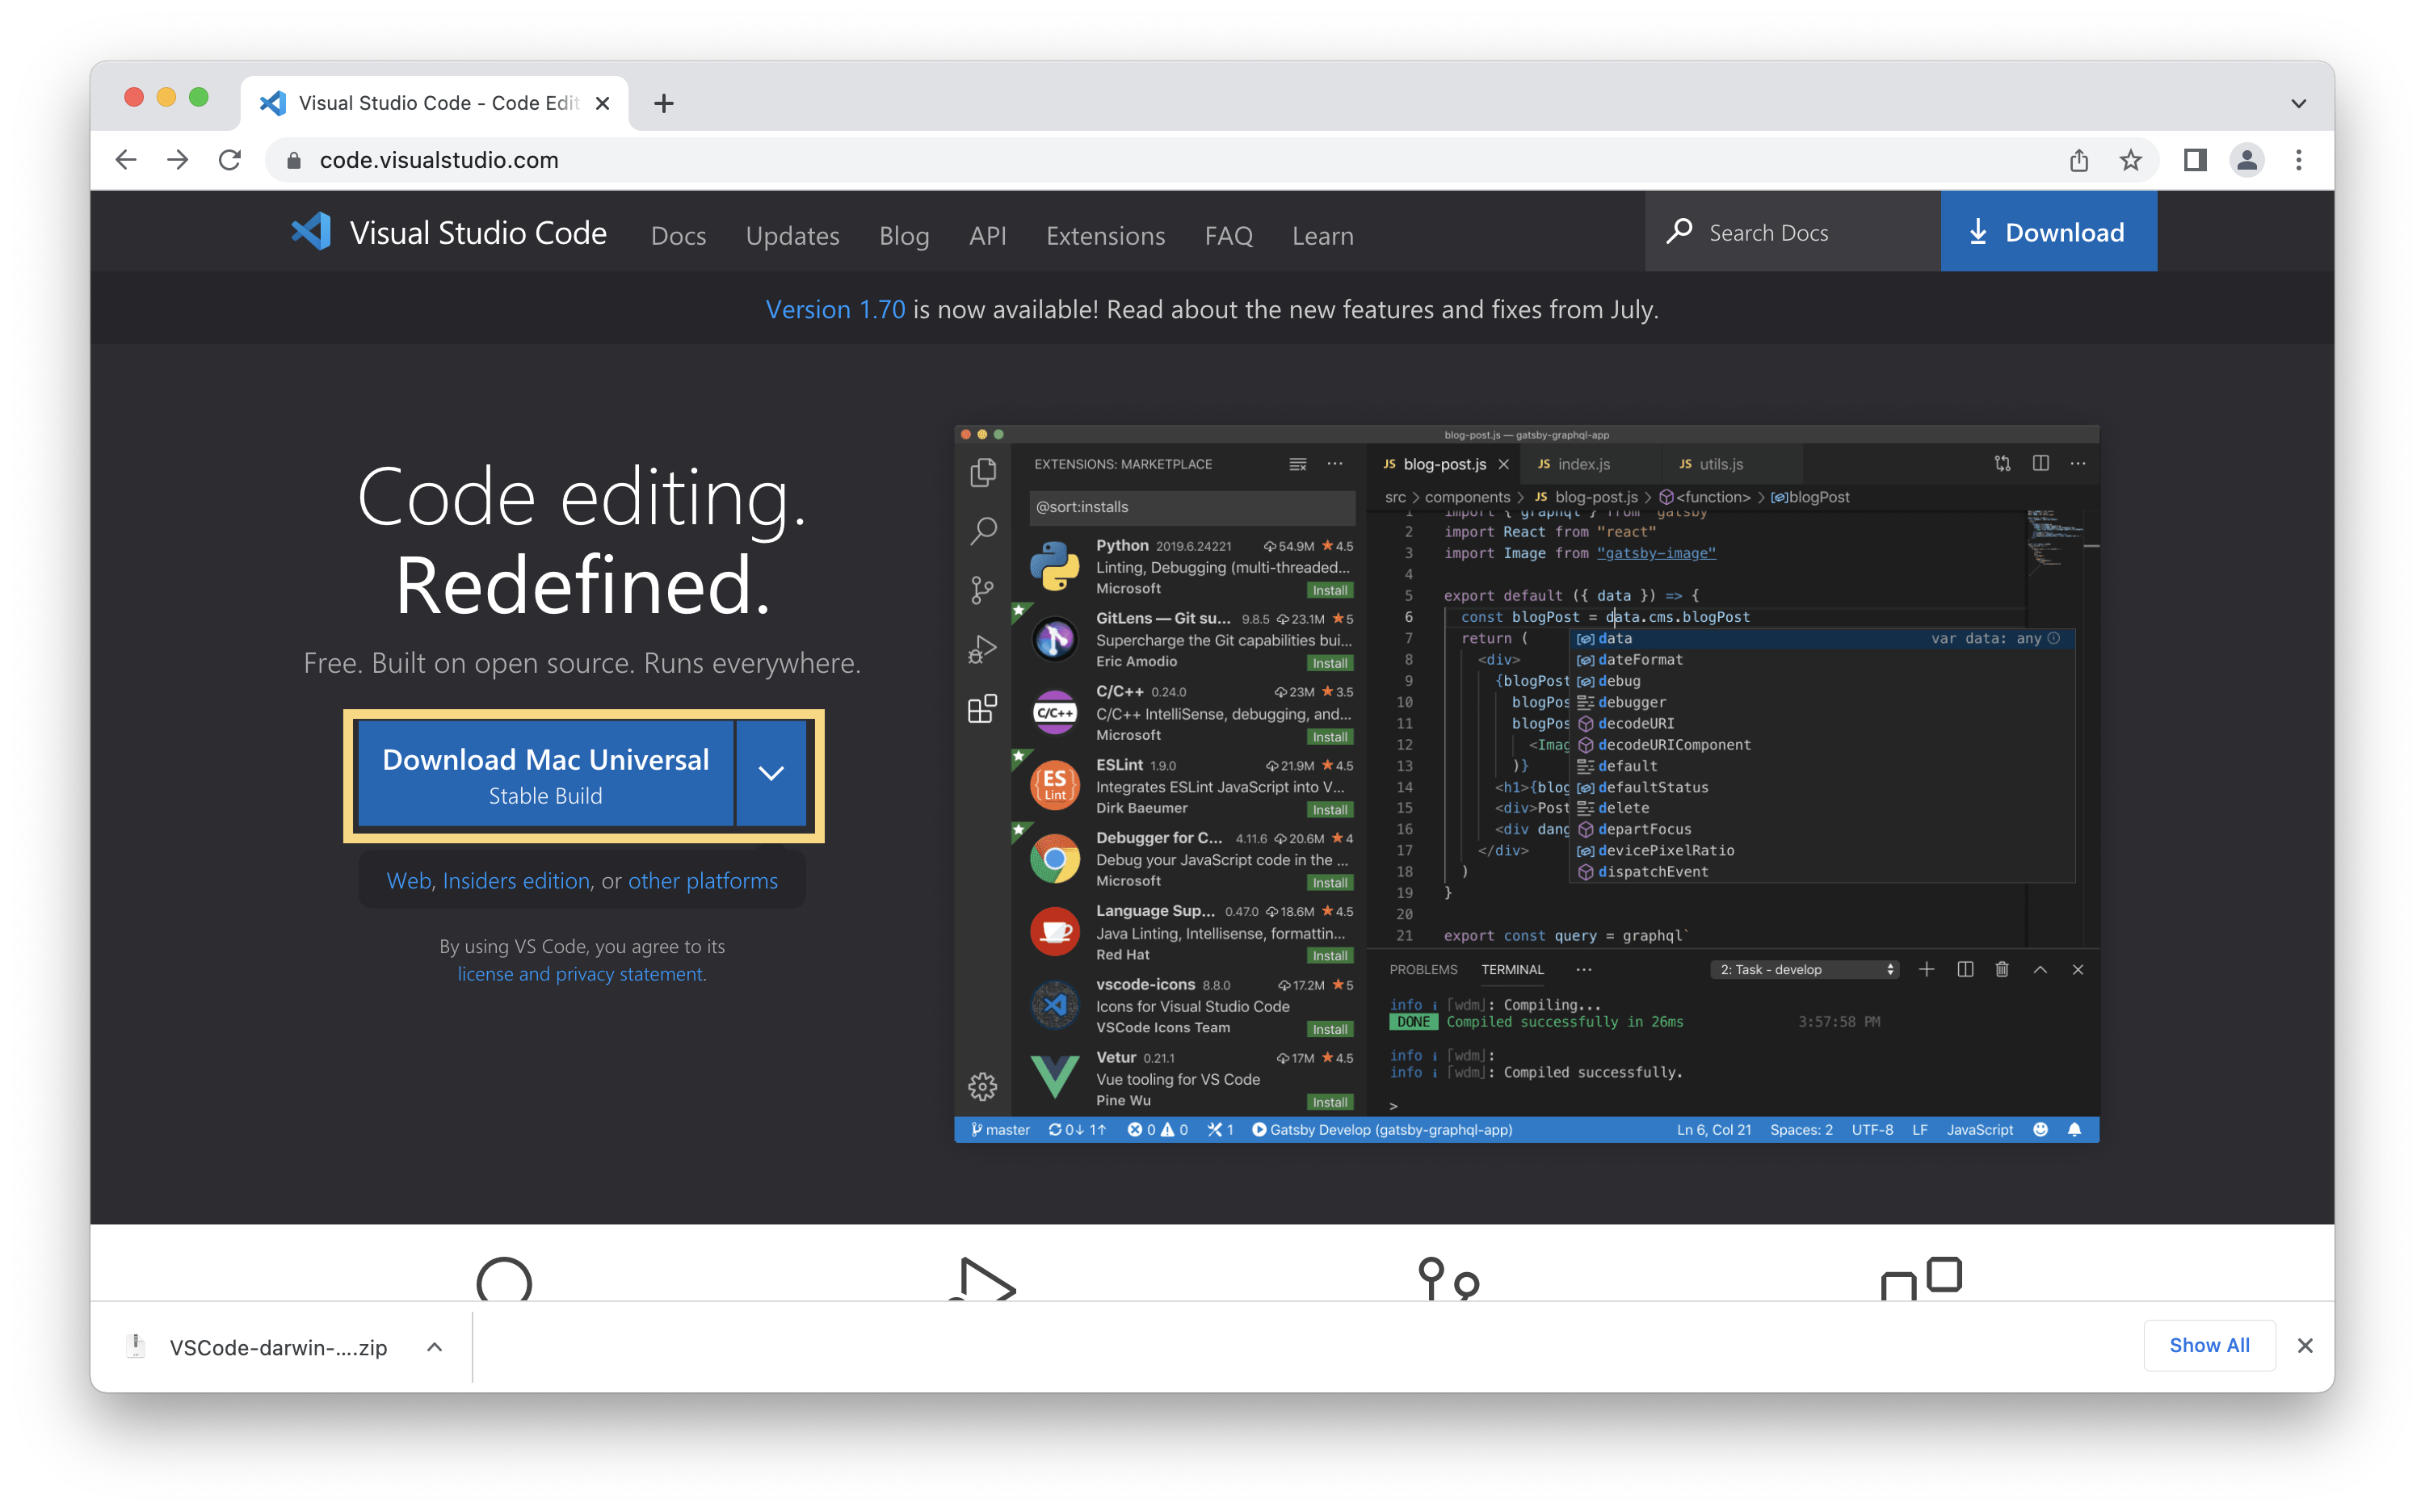 Visual Studio Code - Code Edit
code.visualstudio.com
Visual Studio Code Docs Updates Blog API Extensions FAQ Learn Search Docs Download
Version 1.70 is now available! Read about the new features and fixes from July.
Code editing.
Redefined.
Free. Built on open source. Runs everywhere.
Download Mac Universal
Stable Build
Web, Insiders edition, or other platforms
By using VS Code, you agree to its
license and privacy statement.
blog-post.js — gatsby-graphql-app
EXTENSIONS: MARKETPLACE
@sort:installs
Python 2019.6.24221 54.9M 4.5
Linting, Debugging (multi-threaded...
Microsoft Install
GitLens — Git su... 9.8.5 23.1M 5
Supercharge the Git capabilities bui...
Eric Amodio Install
C/C++
C/C++ 0.24.0 23M 3.5
C/C++ IntelliSense, debugging, and...
Microsoft Install
ES
Lint
ESLint 1.9.0 21.9M 4.5
Integrates ESLint JavaScript into V...
Dirk Baeumer Install
Debugger for C... 4.11.6 20.6M 4
Debug your JavaScript code in the ...
Microsoft Install
Language Sup... 0.47.0 18.6M 4.5
Java Linting, Intellisense, formattin...
Red Hat Install
vscode-icons 8.8.0 17.2M 5
Icons for Visual Studio Code
VSCode Icons Team Install
Vetur 0.21.1 17M 4.5
Vue tooling for VS Code
Pine Wu Install
JS blog-post.js JS index.js JS utils.js
src > components > JS blog-post.js > <function> > blogPost
1 import { graphql } from "gatsby"
2 import React from "react"
3 import Image from "gatsby-image"
4
5 export default ({ data }) => {
6 const blogPost = data.cms.blogPost
7 return (
8 <div>
9 {blogPost
10 blogPos
11 blogPos
12 <Imag
13 )}
14 <h1>{blog
15 <div>Post
16 <div dang
17 </div>
18 )
19 }
20
21 export const query = graphql`
data var data: any
dateFormat
debug
debugger
decodeURI
decodeURIComponent
default
defaultStatus
delete
departFocus
devicePixelRatio
dispatchEvent
PROBLEMS TERMINAL ... 2: Task - develop
info i ｢wdm｣: Compiling...
DONE Compiled successfully in 26ms 3:57:58 PM
info i ｢wdm｣:
info i ｢wdm｣: Compiled successfully.
>
master 0↓ 1↑ 0 0 1 Gatsby Develop (gatsby-graphql-app) Ln 6, Col 21 Spaces: 2 UTF-8 LF JavaScript
VSCode-darwin-....zip Show All